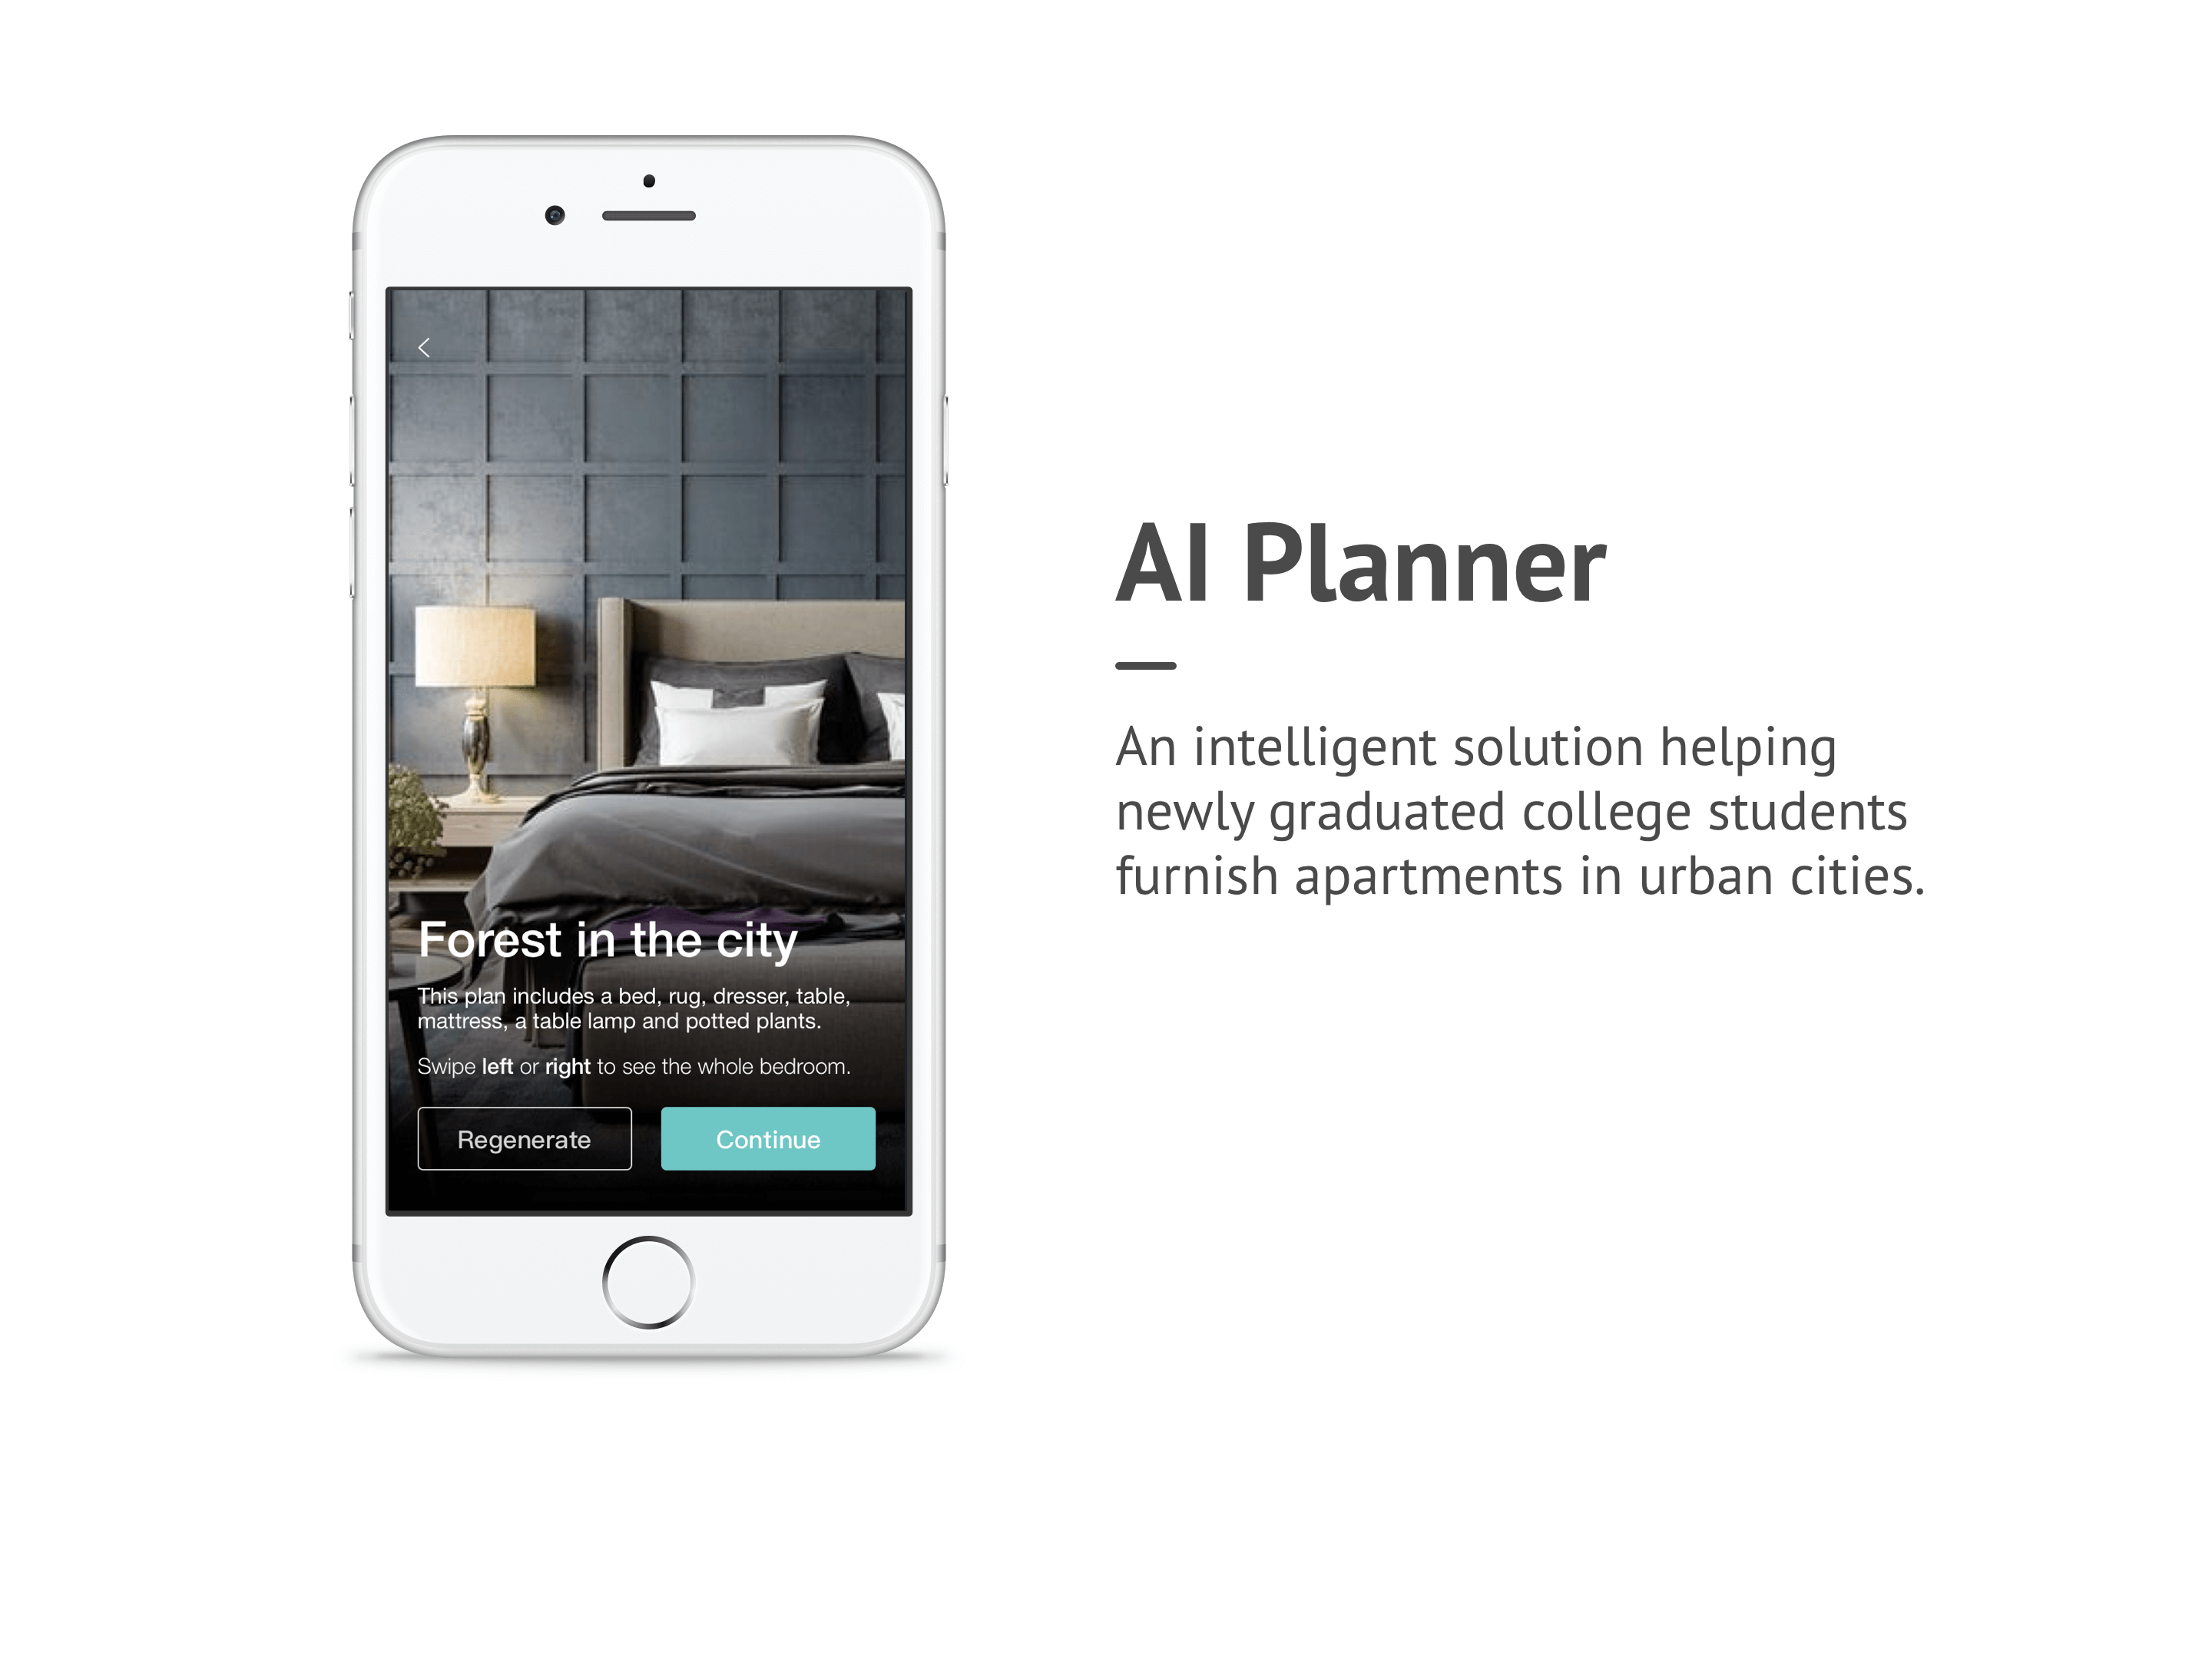 Forest in the city
This plan includes a bed, rug, dresser, table,
mattress, a table lamp and potted plants.
Swipe left or right to see the whole bedroom.
Regenerate
Continue
AI Planner
An intelligent solution helping
newly graduated college students
furnish apartments in urban cities.